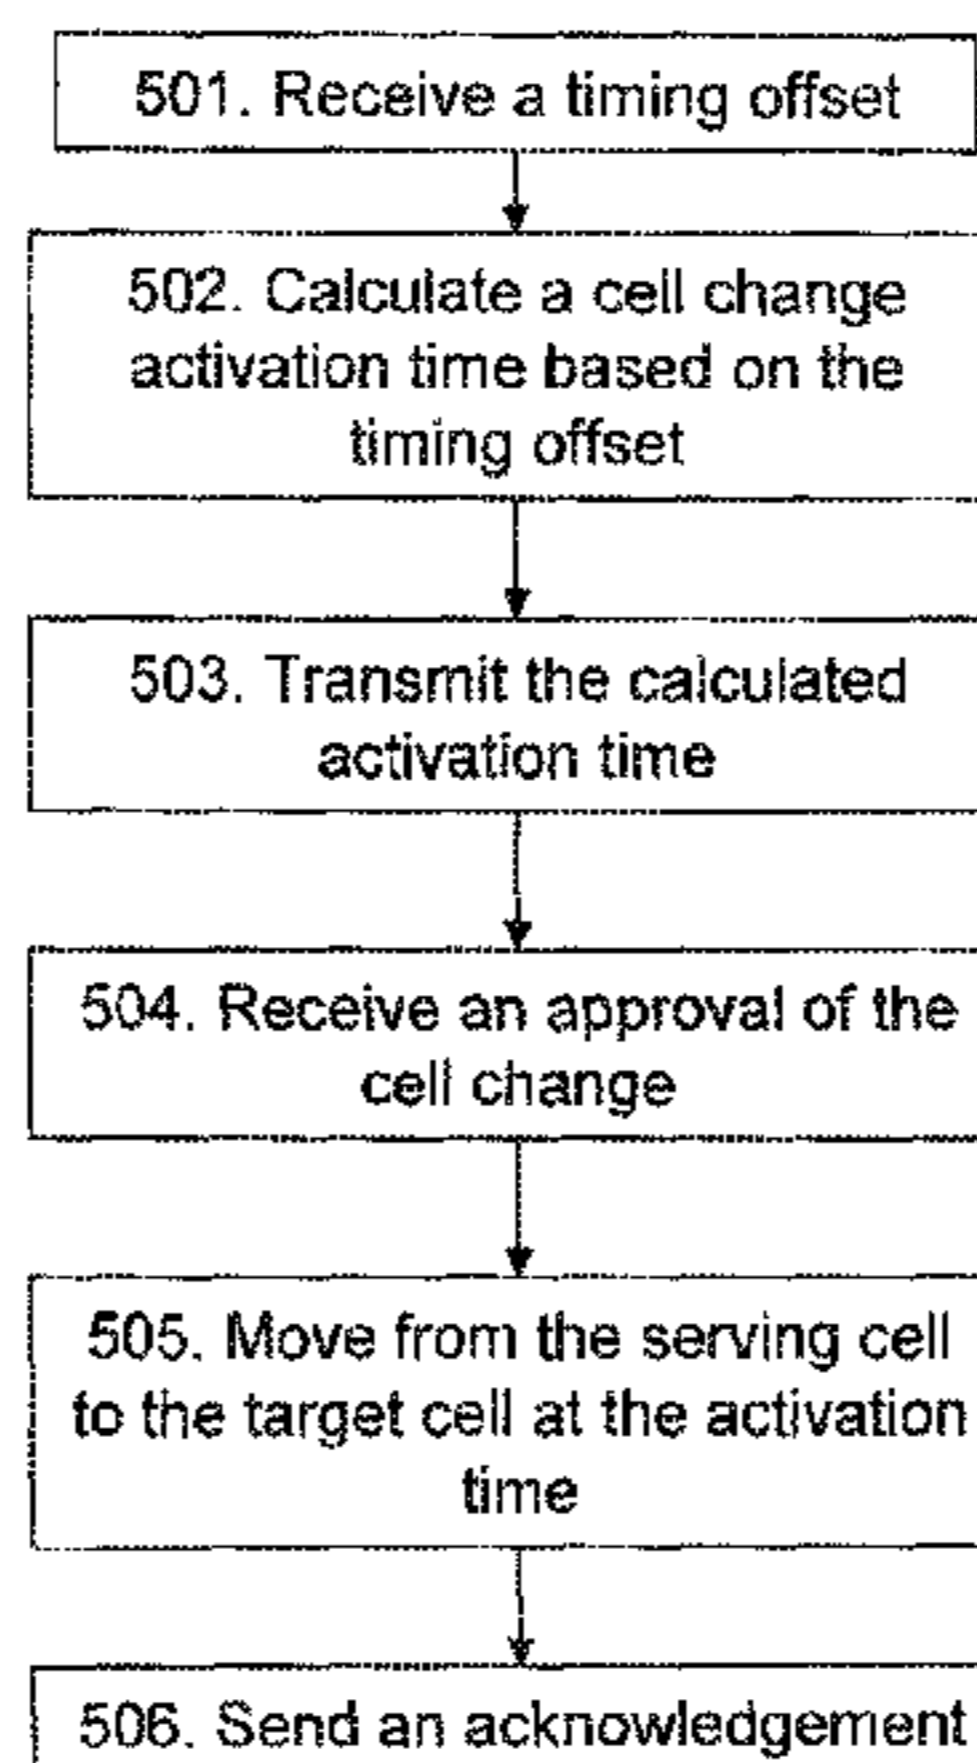 501. Receive a timing offset
502. Calculate a cell change
activation time based on the
timing offset
503. Transmit the calculated
activation time
504. Receive an approval of the
cell change
505. Move from the serving cell
to the target cell at the activation
time
506. Send an acknowledgement